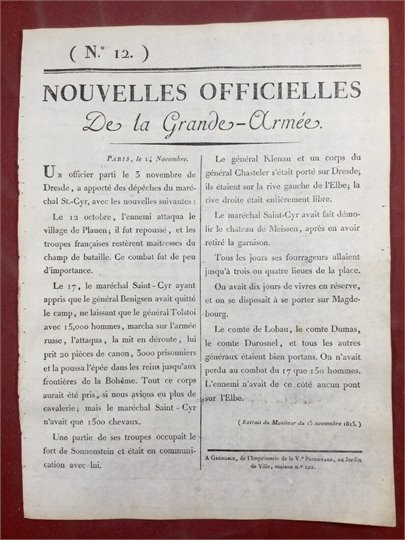 ( N.º 12. )
NOUVELLES OFFICIELLES
De la Grande-Armée.
PARIS, le 14 Novembre.
UN officier parti le 3 novembre de
Dresde, a apporté des dépêches du maré-
chal St.-Cyr, avec les nouvelles suivantes :
Le 12 octobre, l'ennemi attaqua le
village de Plauen; il fut repoussé, et les
troupes françaises restèrent maîtresses du
champ de bataille. Ce combat fut de peu
d'importance.
Le 17, le maréchal Saint-Cyr ayant
appris que le général Benigsen avait quitté
le camp, ne laissant que le général Tolstoi
avec 15,000 hommes, marcha sur l'armée
russe, l'attaqua, la mit en déroute, lui
prit 20 pièces de canon, 3000 prisonniers
et la poussa l'épée dans les reins jusqu'aux
frontières de la Bohême. Tout ce corps
aurait été pris, si nous avions eu plus de
cavalerie; mais le maréchal Saint-Cyr
n'avait que 1500 chevaux.
Une partie de ses troupes occupait le
fort de Sonnenstein et était en communi-
cation avec lui.
Le général Klenau et un corps du
général Chasteler s'étaient porté sur Dresde;
ils étaient sur la rive gauche de l'Elbe; la
rive droite était entièrement libre.
Le maréchal Saint-Cyr avait fait démo-
lir le château de Meissen, après en avoir
retiré la garnison.
Tous les jours ses fourrageurs allaient
jusqu'à trois ou quatre lieues de la place.
On avait dix jours de vivres en réserve,
et on se disposait à se porter sur Magde-
bourg.
Le comte de Lobau, le comte Dumas,
le comte Durosnel, et tous les autres
généraux étaient bien portans. On n'avait
perdu au combat du 17 que 150 hommes.
L'ennemi n'avait de ce côté aucun pont
sur l'Elbe.
( Extrait du Moniteur du 15 novembre 1813. )
A GRENOBLE, de l'Imprimerie de la V.e PEYRONARD, au Jardin
de Ville, maison n.º 122.